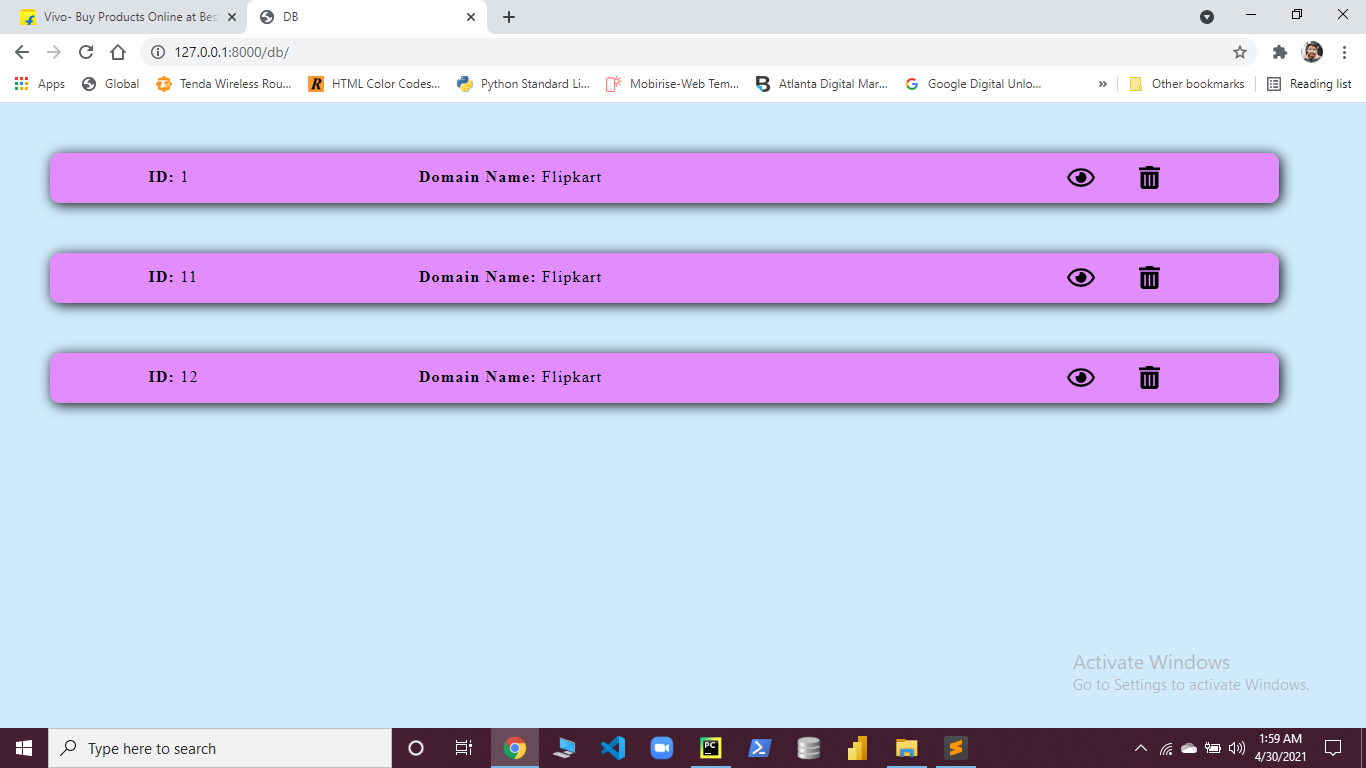 Vivo- Buy Products Online at Bes
DB
127.0.0.1:8000/db/
Apps
Global
Tenda Wireless Rou...
HTML Color Codes...
Python Standard Li...
Mobirise-Web Tem...
Atlanta Digital Mar...
Google Digital Unlo...
»
Other bookmarks
Reading list
ID: 1 Domain Name: Flipkart
ID: 11 Domain Name: Flipkart
ID: 12 Domain Name: Flipkart
Activate Windows
Go to Settings to activate Windows.
Type here to search
PC
1:59 AM
4/30/2021